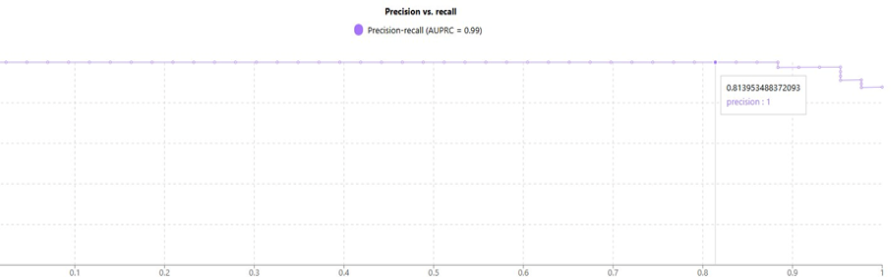 Precision vs. recall
Precision-recall (AUPRC = 0.99)
0.813953488372093
precision : 1
0.1 0.2 0.3 0.4 0.5 0.6 0.7 0.8 0.9 1